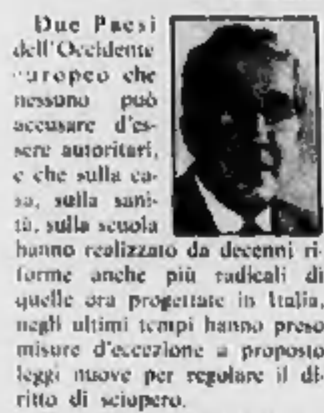 Due Paesi
dell'Occidente
europeo che
nessuno può
accusare d'es-
sere autoritari,
e che sulla ca-
sa, sulla sani-
tà, sulla scuola
hanno realizzato da decenni ri-
forme anche più radicali di
quelle ora progettate in Italia,
negli ultimi tempi hanno preso
misure d'eccezione a proposto
leggi nuove per regolare il di-
ritto di sciopero.